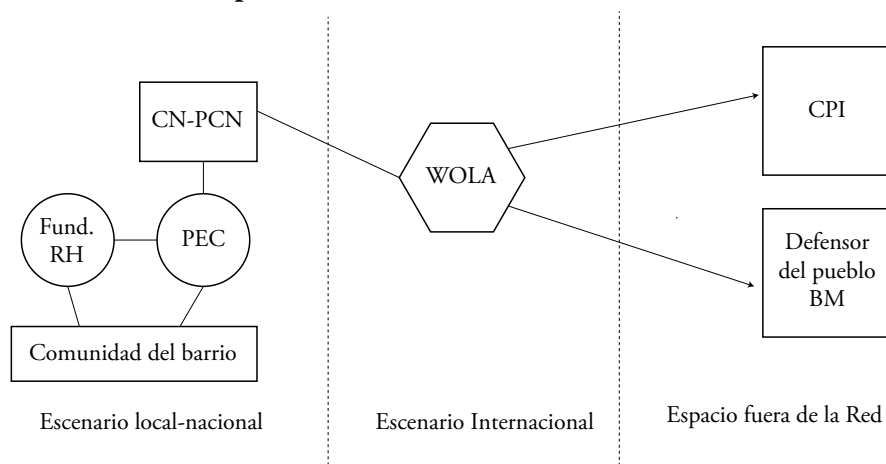 CN-PCN
Fund.
RH
PEC
Comunidad del barrio
Escenario local-nacional
WOLA
Escenario Internacional
CPI
Defensor
del pueblo
BM
Espacio fuera de la Red